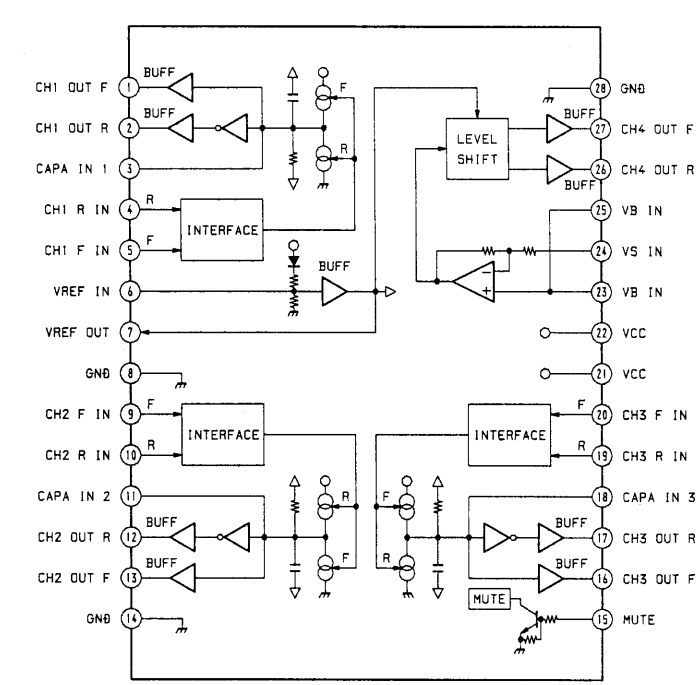 CH1 OUT F 1 BUFF
CH1 OUT R 2 BUFF
CAPA IN 1 3
CH1 R IN 4 R
CH1 F IN 5 F
INTERFACE
F
R
VREF IN 6
BUFF
VREF OUT 7
GND 8
CH2 F IN 9 F
CH2 R IN 10 R
INTERFACE
CAPA IN 2 11
CH2 OUT R 12 BUFF
CH2 OUT F 13 BUFF
R
F
GND 14
28 GND
BUFF 27 CH4 OUT F
26 CH4 OUT R
BUFF
LEVEL
SHIFT
25 VB IN
24 VS IN
23 VB IN
−
+
22 VCC
21 VCC
F 20 CH3 F IN
R 19 CH3 R IN
INTERFACE
18 CAPA IN 3
F
R
BUFF 17 CH3 OUT R
BUFF 16 CH3 OUT F
MUTE
15 MUTE